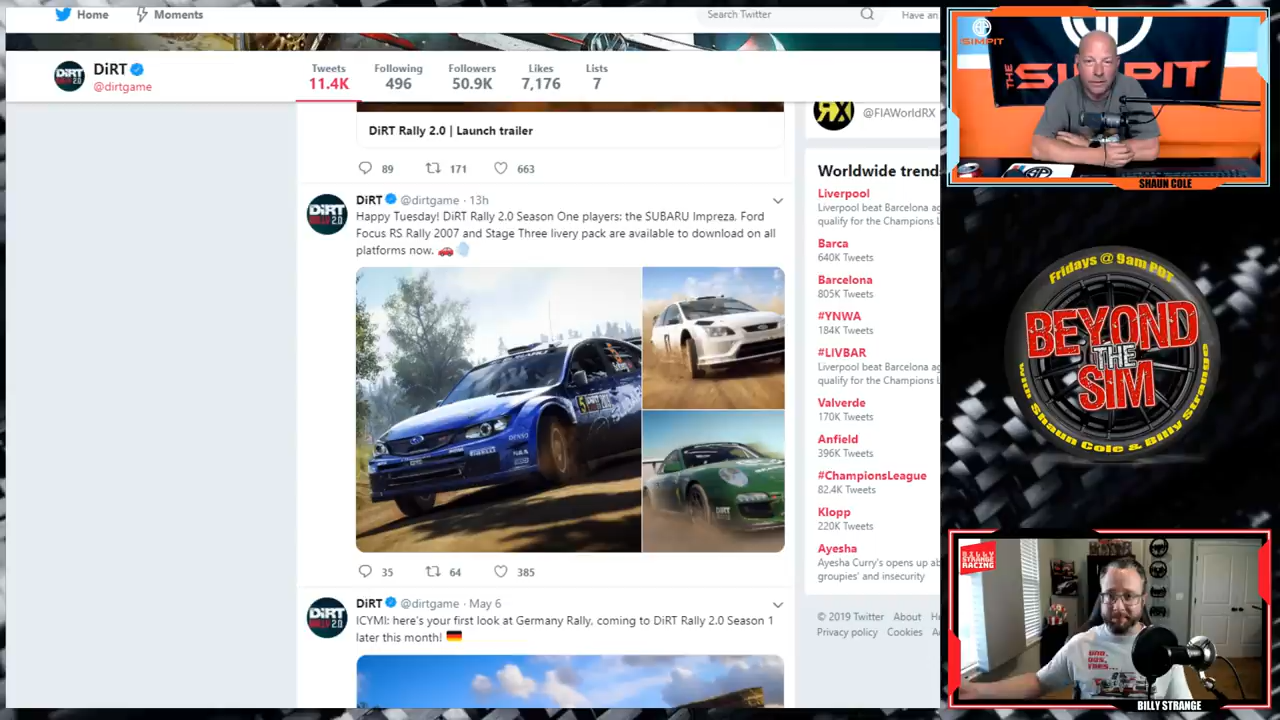 Home
Moments
Search Twitter
Have an
DiRT
@dirtgame
Tweets
11.4K
Following
496
Followers
50.9K
Likes
7,176
Lists
7
DiRT Rally 2.0 | Launch trailer
89
171
663
DiRT @dirtgame · 13h
Happy Tuesday! DiRT Rally 2.0 Season One players: the SUBARU Impreza, Ford
Focus RS Rally 2007 and Stage Three livery pack are available to download on all
platforms now.
35
64
385
DiRT @dirtgame · May 6
ICYMI: here's your first look at Germany Rally, coming to DiRT Rally 2.0 Season 1
later this month!
@FIAWorldRX
Worldwide trend
Liverpool
Liverpool beat Barcelona ag
qualify for the Champions L
Barca
640K Tweets
Barcelona
805K Tweets
#YNWA
184K Tweets
#LIVBAR
Liverpool beat Barcelona ag
qualify for the Champions L
Valverde
170K Tweets
Anfield
396K Tweets
#ChampionsLeague
82.4K Tweets
Klopp
220K Tweets
Ayesha
Ayesha Curry's opens up ab
groupies' and insecurity
© 2019 Twitter About
Privacy policy Cookies
THE SIMPIT
SHAUN COLE
Fridays @ 9am PDT
BEYOND
THE
SIM
with Shaun Cole & Billy Strange
BILLY
STRANGE
RACING
BILLY STRANGE